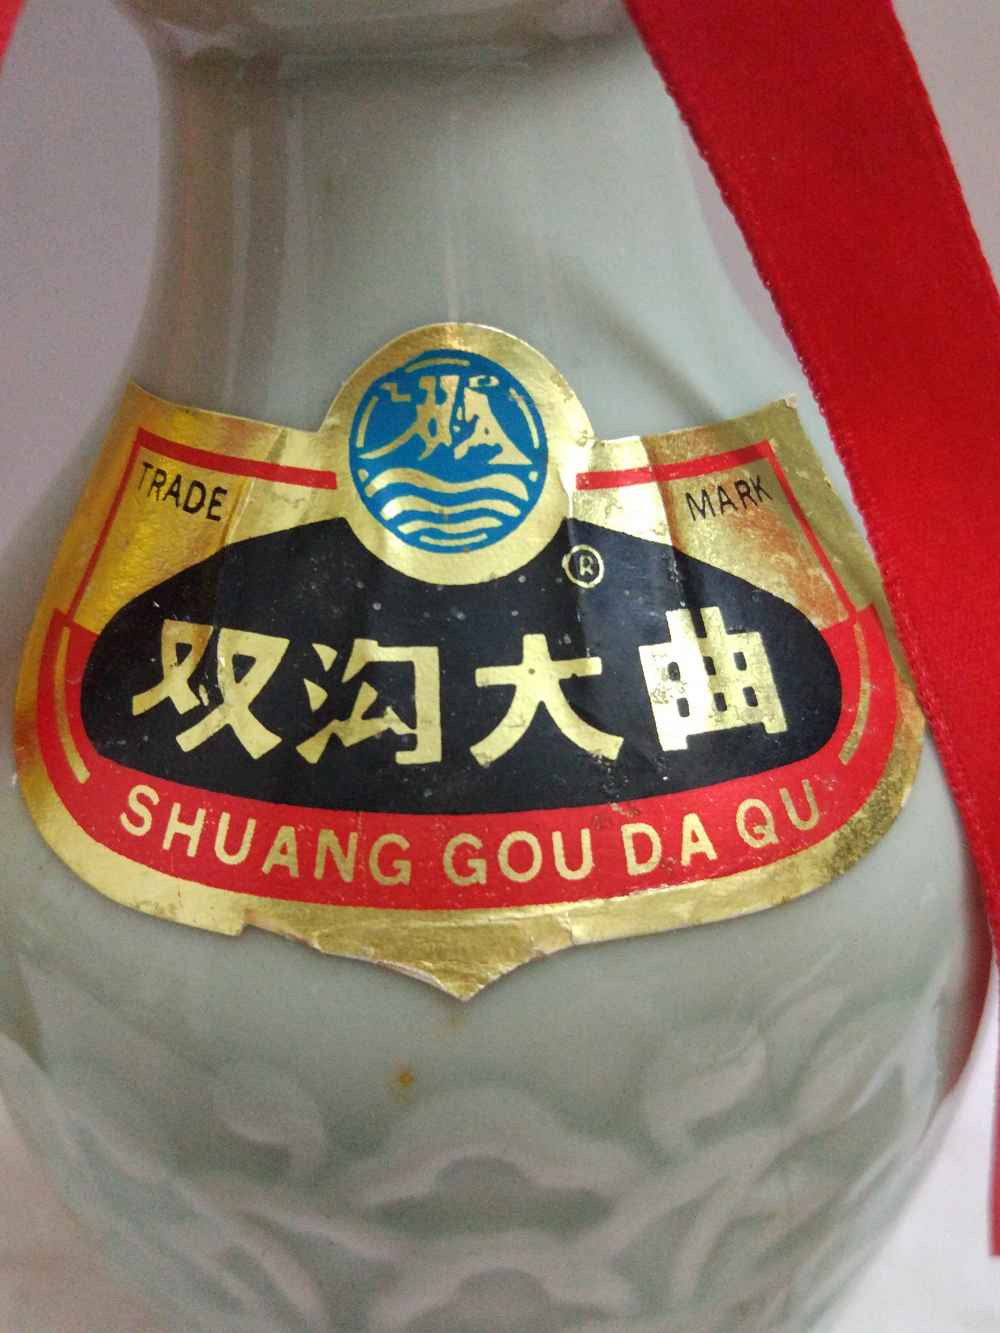 TRADE MARK
®
双沟大曲
SHUANG GOU DA QU